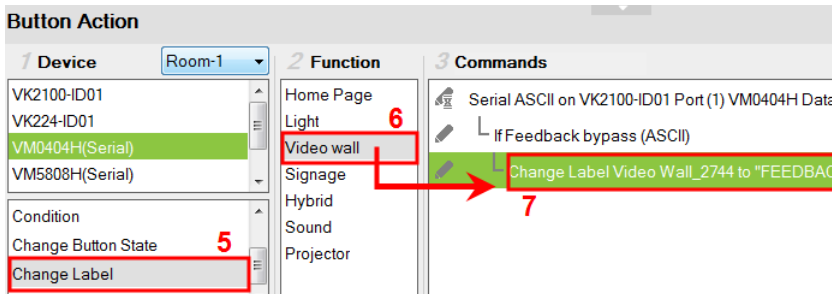 Button Action
1 Device Room-1
VK2100-ID01
VK224-ID01
VM0404H(Serial)
VM5808H(Serial)
Condition
Change Button State 5
Change Label
2 Function
Home Page
Light 6
Video wall
Signage
Hybrid
Sound
Projector
3 Commands
Serial ASCII on VK2100-ID01 Port (1) VM0404H Data
If Feedback bypass (ASCII)
Change Label Video Wall_2744 to "FEEDBAC
7